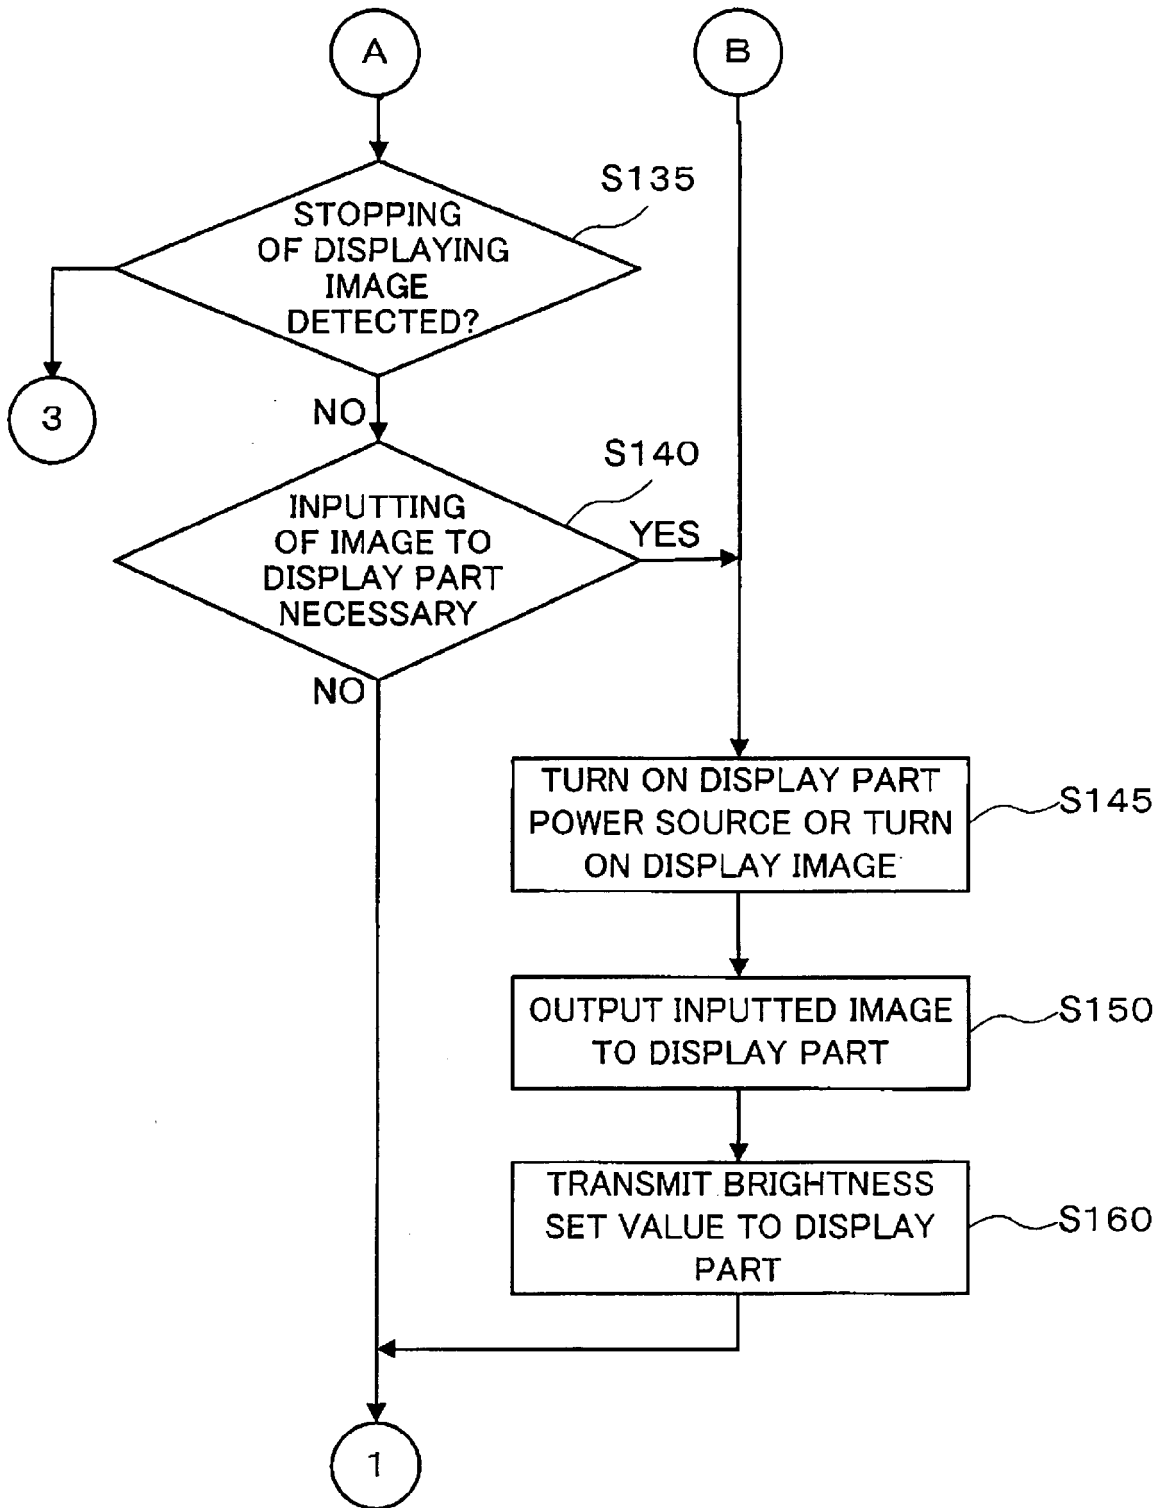 A
B
S135
STOPPING
OF DISPLAYING
IMAGE
DETECTED?
3
NO
S140
INPUTTING
OF IMAGE TO
DISPLAY PART
NECESSARY
YES
NO
TURN ON DISPLAY PART
POWER SOURCE OR TURN
ON DISPLAY IMAGE
S145
OUTPUT INPUTTED IMAGE
TO DISPLAY PART
S150
TRANSMIT BRIGHTNESS
SET VALUE TO DISPLAY
PART
S160
1